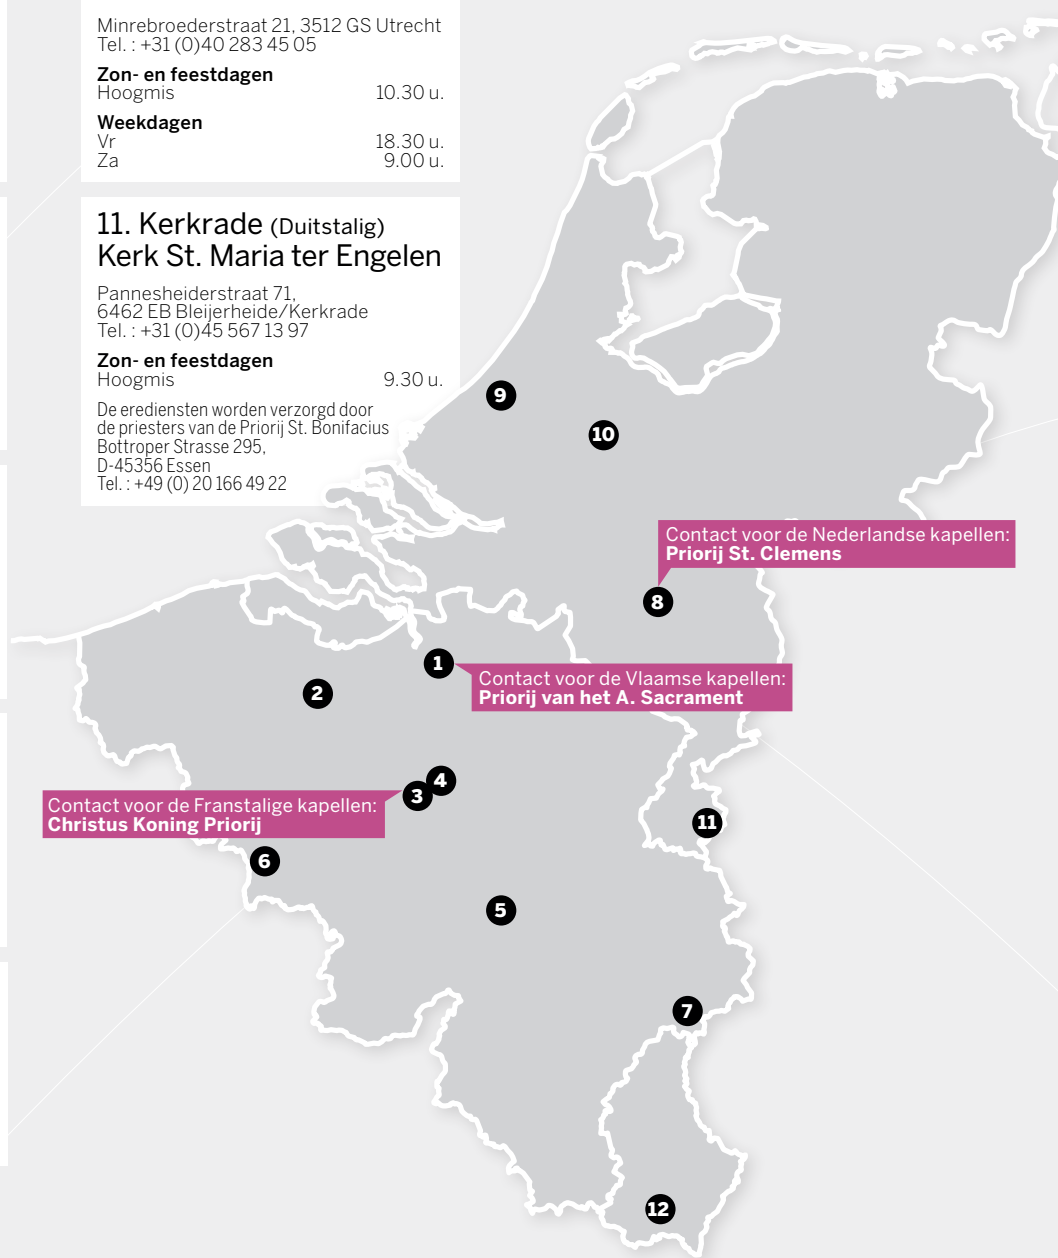 Minrebroederstraat 21, 3512 GS Utrecht
Tel. : +31 (0)40 283 45 05
Zon- en feestdagen
Hoogmis 10.30 u.
Weekdagen
Vr 18.30 u.
Za 9.00 u.
11. Kerkrade (Duitstalig)
Kerk St. Maria ter Engelen
Pannesheiderstraat 71,
6462 EB Bleijerheide/Kerkrade
Tel. : +31 (0)45 567 13 97
Zon- en feestdagen
Hoogmis 9.30 u.
De erediensten worden verzorgd door
de priesters van de Priorij St. Bonifacius
Bottroper Strasse 295,
D-45356 Essen
Tel. : +49 (0) 20 166 49 22
9
10
Contact voor de Nederlandse kapellen:
Priorij St. Clemens
8
1
Contact voor de Vlaamse kapellen:
Priorij van het A. Sacrament
2
4
3
Contact voor de Franstalige kapellen:
Christus Koning Priorij
11
6
5
7
12